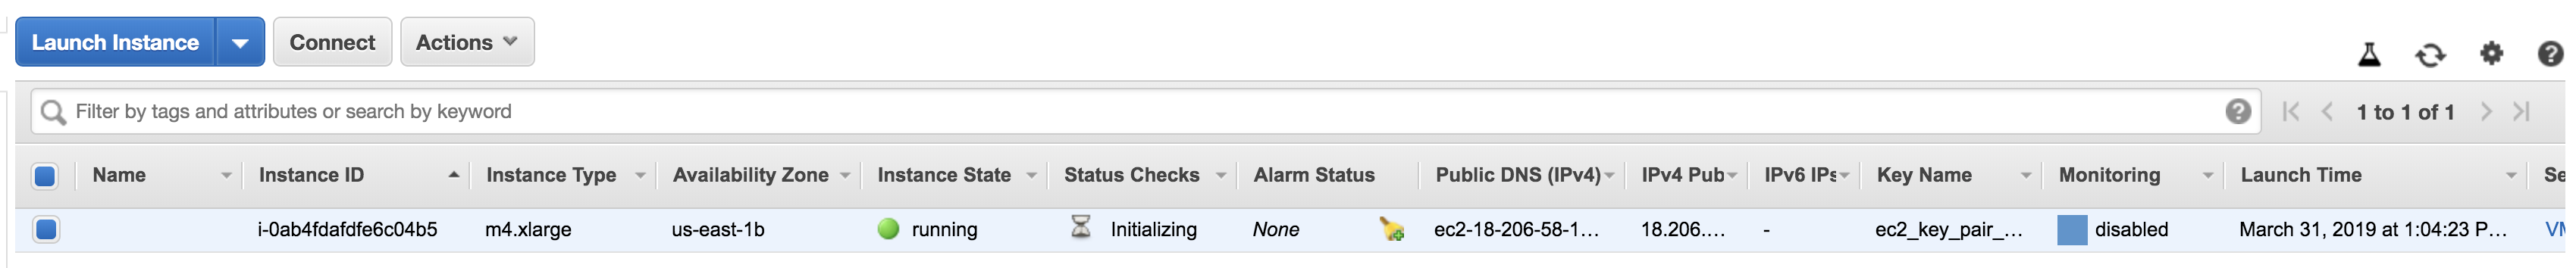 Launch Instance Connect Actions
Filter by tags and attributes or search by keyword 1 to 1 of 1
Name Instance ID Instance Type Availability Zone Instance State Status Checks Alarm Status Public DNS (IPv4) IPv4 Pub IPv6 IPs Key Name Monitoring Launch Time Se
i-0ab4fdafdfe6c04b5 m4.xlarge us-east-1b running Initializing None ec2-18-206-58-1... 18.206.... - ec2_key_pair_... disabled March 31, 2019 at 1:04:23 P...